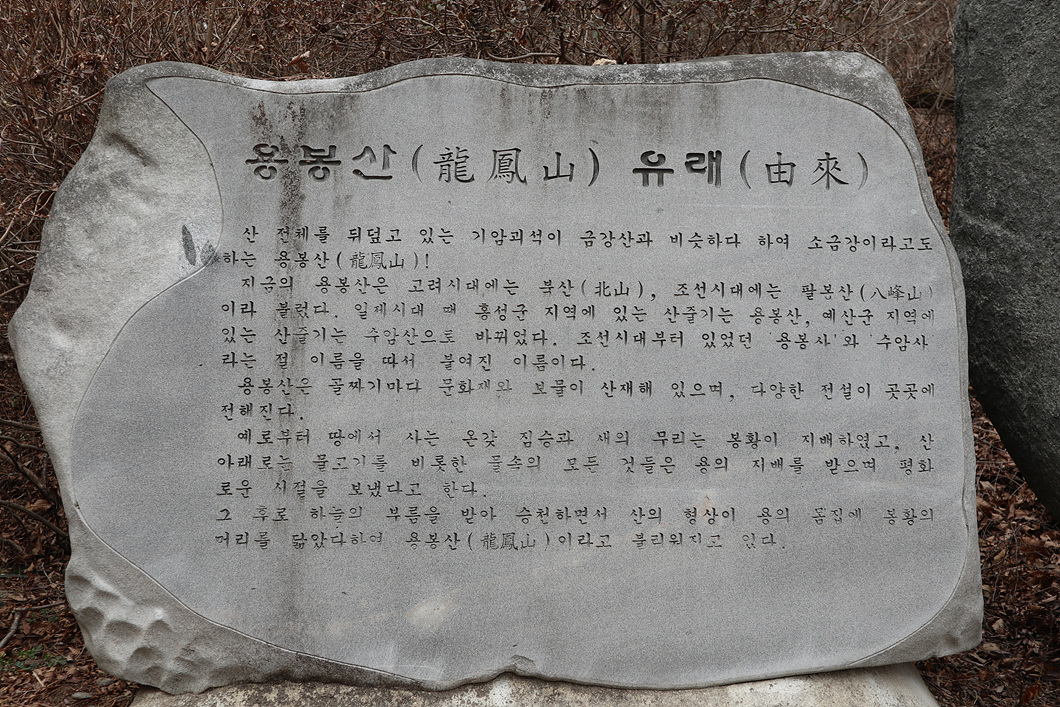 용봉산(龍鳳山) 유래(由來)
산 전체를 뒤덮고 있는 기암괴석이 금강산과 비슷하다 하여 소금강이라고도
하는 용봉산(龍鳳山)!
지금의 용봉산은 고려시대에는 북산(北山), 조선시대에는 팔봉산(八峰山)
이라 불렀다. 일제시대 때 홍성군 지역에 있는 산줄기는 용봉산, 예산군 지역에
있는 산줄기는 수암산으로 바뀌었다. 조선시대부터 있었던 '용봉사'와 '수암사'
라는 절 이름을 따서 붙여진 이름이다.
용봉산은 골짜기마다 문화재와 보물이 산재해 있으며, 다양한 전설이 곳곳에
전해진다.
예로부터 땅에서 사는 온갖 짐승과 새의 무리는 봉황이 지배하였고, 산
아래로는 물고기를 비롯한 물속의 모든 것들은 용의 지배를 받으며 평화
로운 시절을 보냈다고 한다.
그 후로 하늘의 부름을 받아 승천하면서 산의 형상이 용의 몸집에 봉황의
머리를 닮았다하여 용봉산(龍鳳山)이라고 불리워지고 있다.